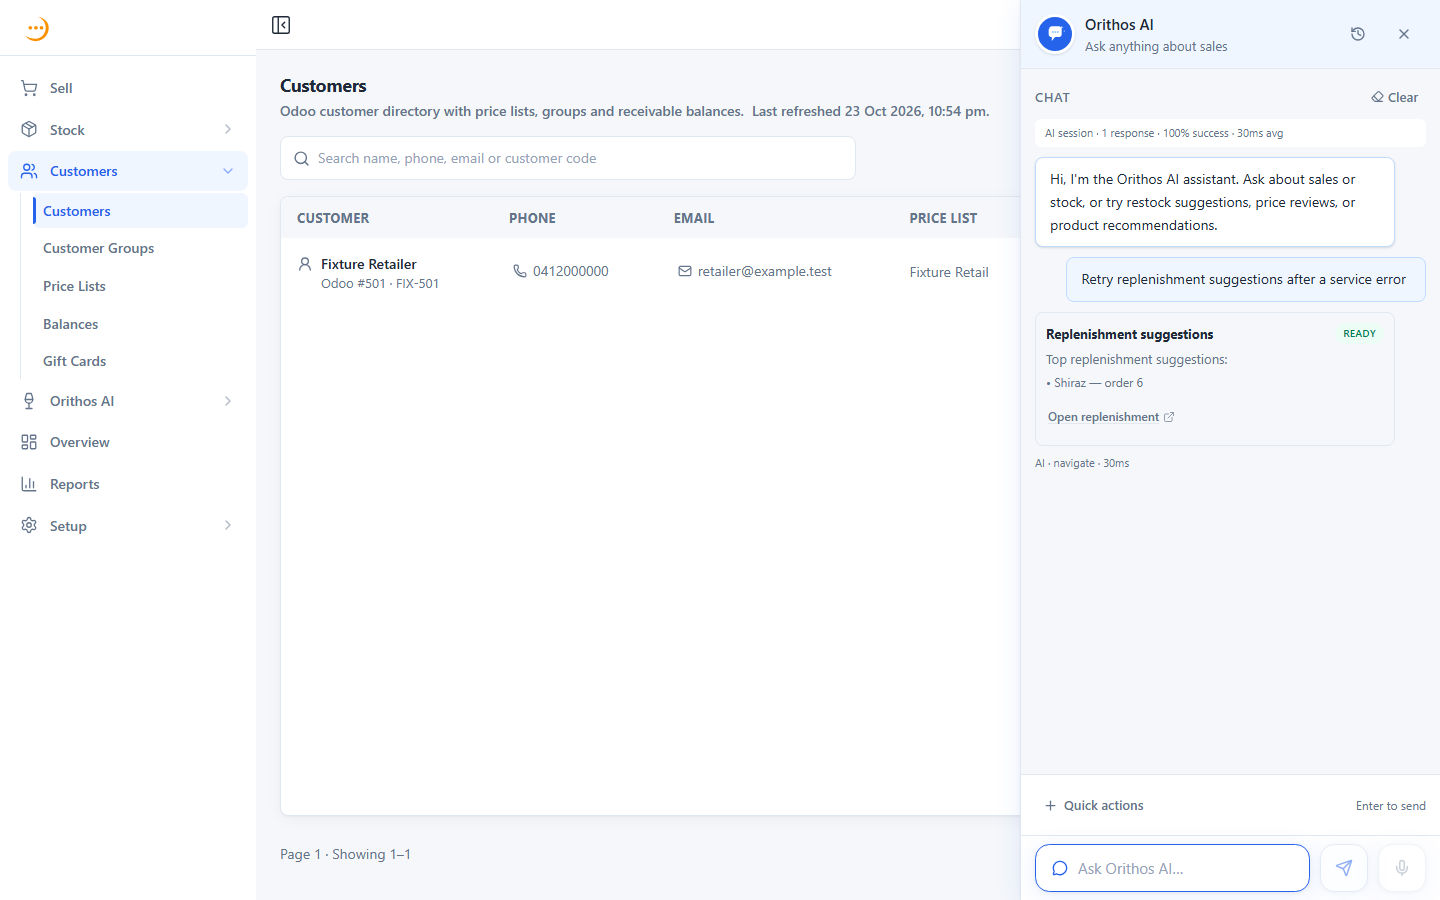 Sell
Stock
Customers
Customers
Customer Groups
Price Lists
Balances
Gift Cards
Orithos AI
Overview
Reports
Setup
Customers
Odoo customer directory with price lists, groups and receivable balances. Last refreshed 23 Oct 2026, 10:54 pm.
Search name, phone, email or customer code
CUSTOMER PHONE EMAIL PRICE LIST
Fixture Retailer 0412000000 retailer@example.test Fixture Retail
Odoo #501 · FIX-501
Page 1 · Showing 1–1
Orithos AI
Ask anything about sales
CHAT Clear
AI session · 1 response · 100% success · 30ms avg
Hi, I'm the Orithos AI assistant. Ask about sales or
stock, or try restock suggestions, price reviews, or
product recommendations.
Retry replenishment suggestions after a service error
Replenishment suggestions READY
Top replenishment suggestions:
• Shiraz — order 6
Open replenishment
AI · navigate · 30ms
Quick actions Enter to send
Ask Orithos AI...